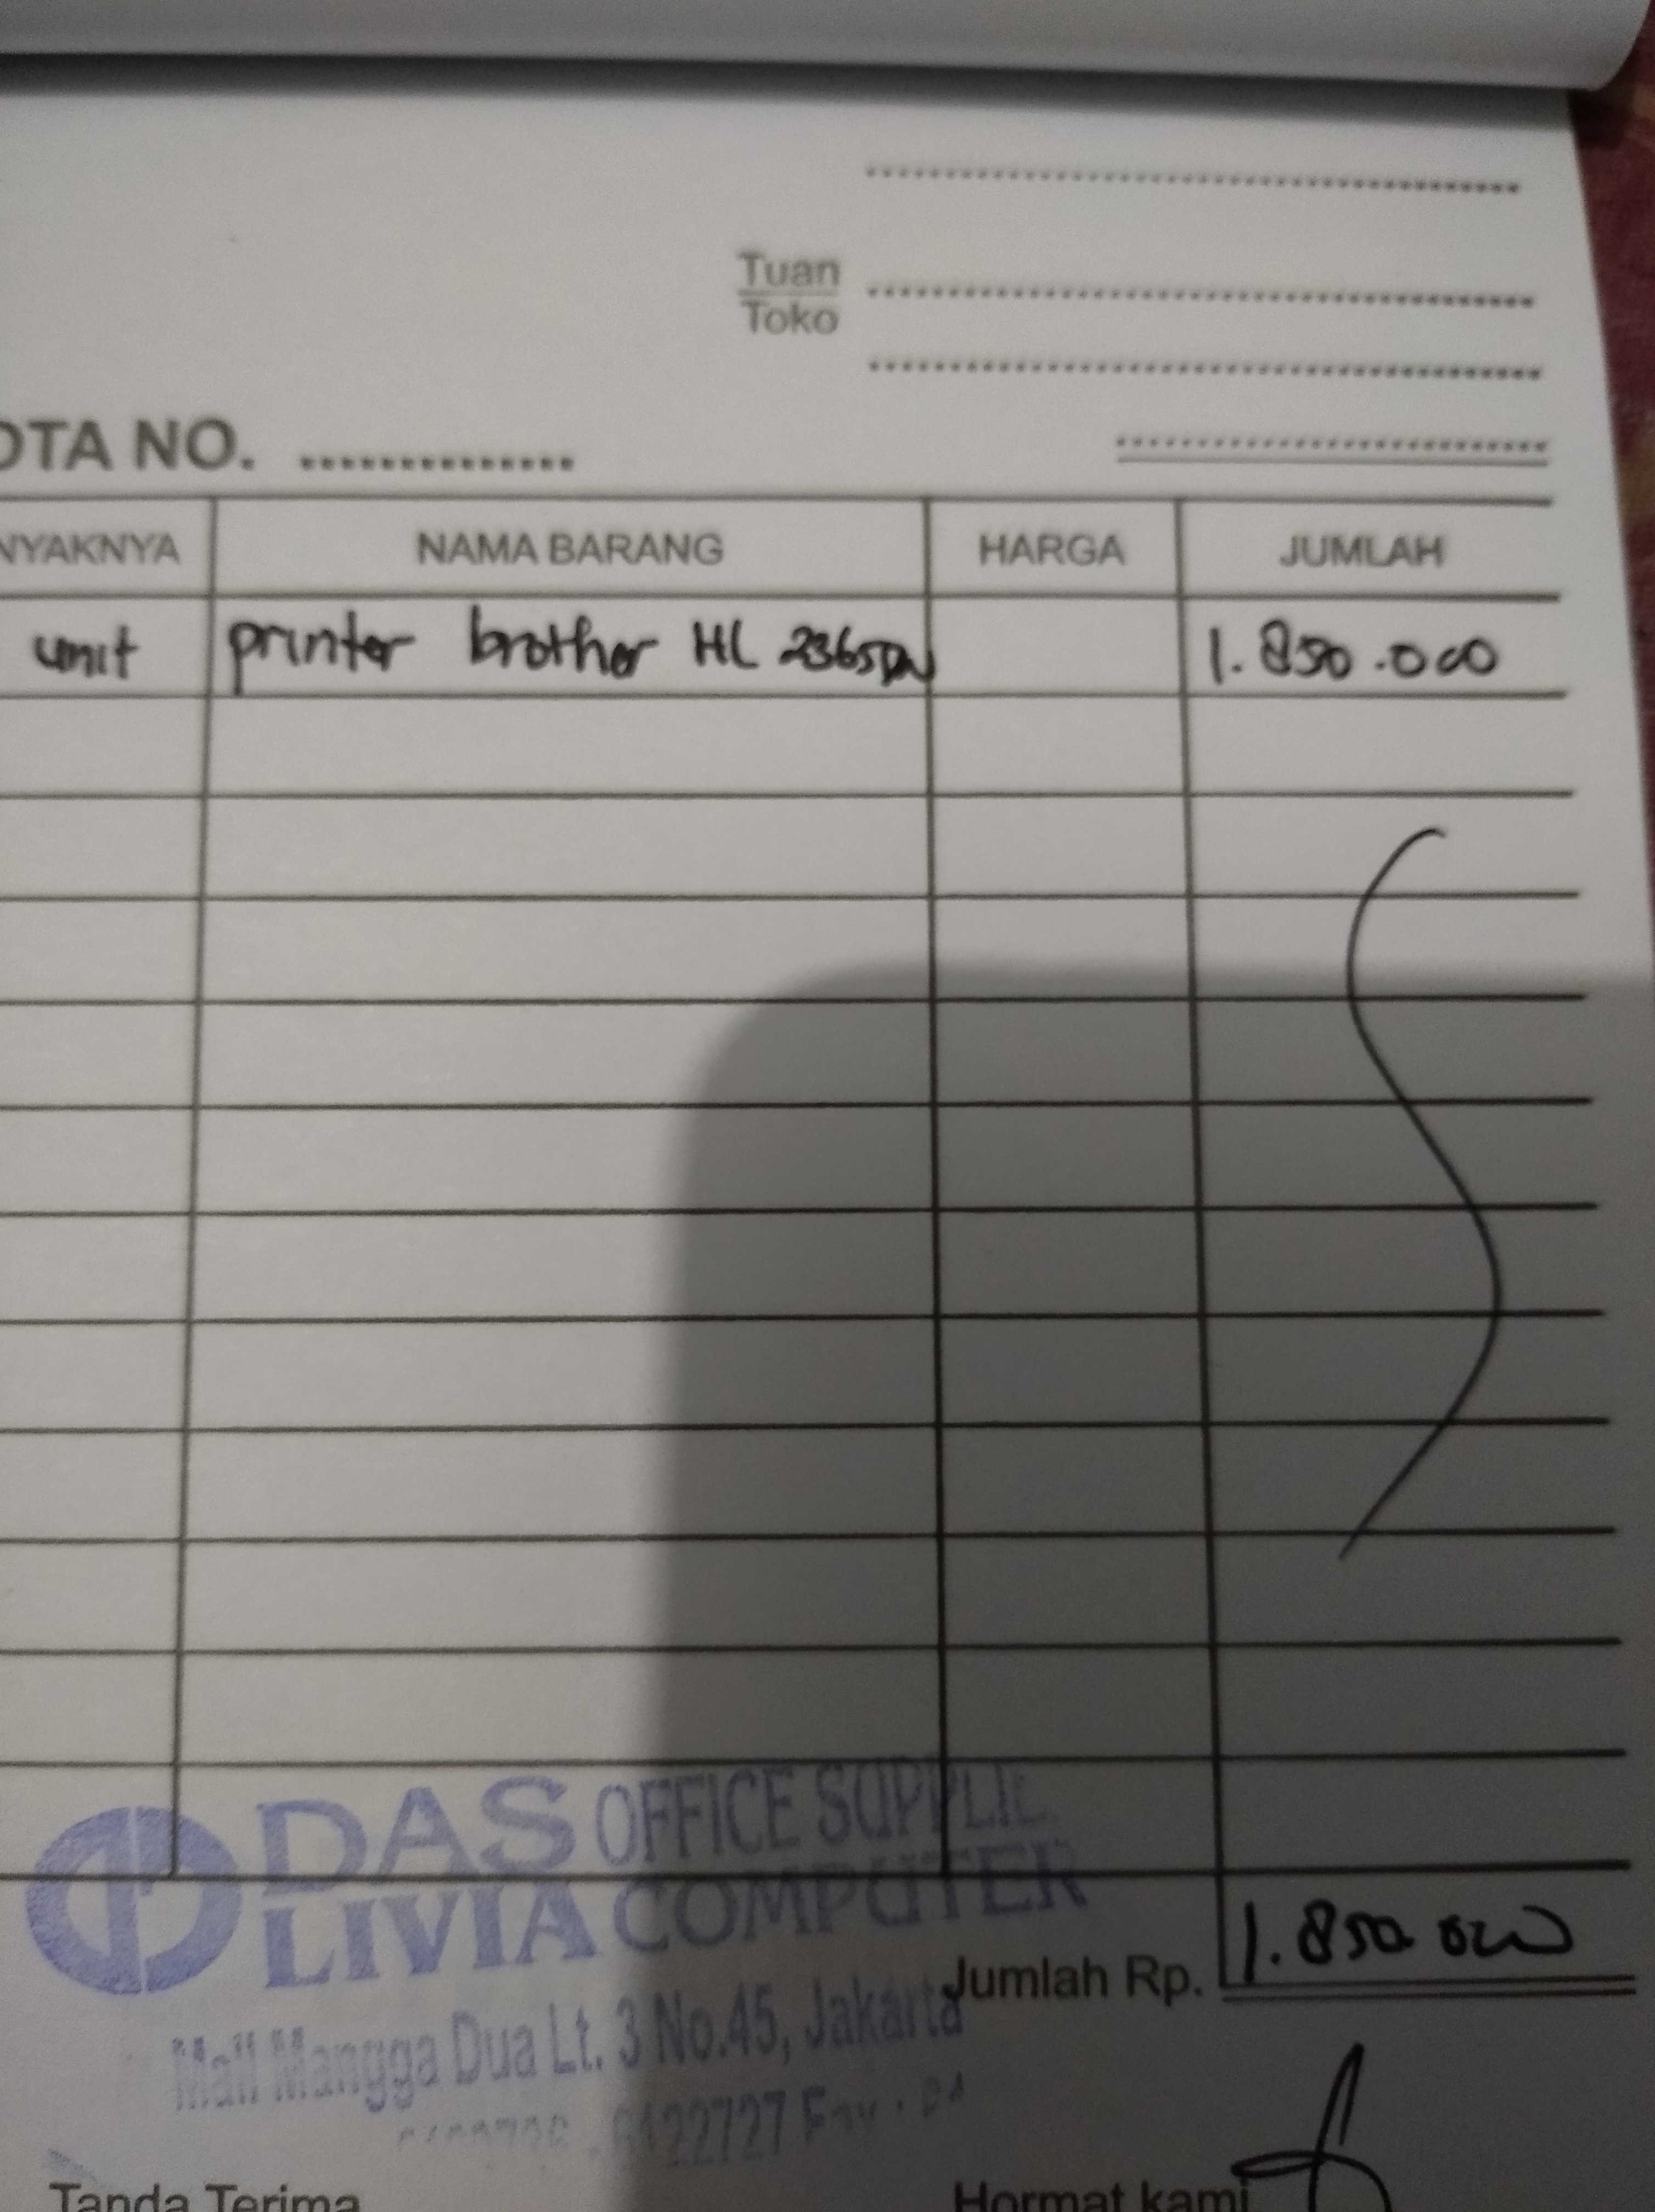 Tuan
Toko
OTA NO. ..............
NYAKNYA NAMA BARANG HARGA JUMLAH
unit printer brother HL 2365DW 1.850.000
DAS OFFICE SUPPLIE
LIVIA COMPUTER
Jumlah Rp. 1.850.000
Mall Mangga Dua Lt. 3 No.45, Jakarta
6122727
Tanda Terima Hormat kami